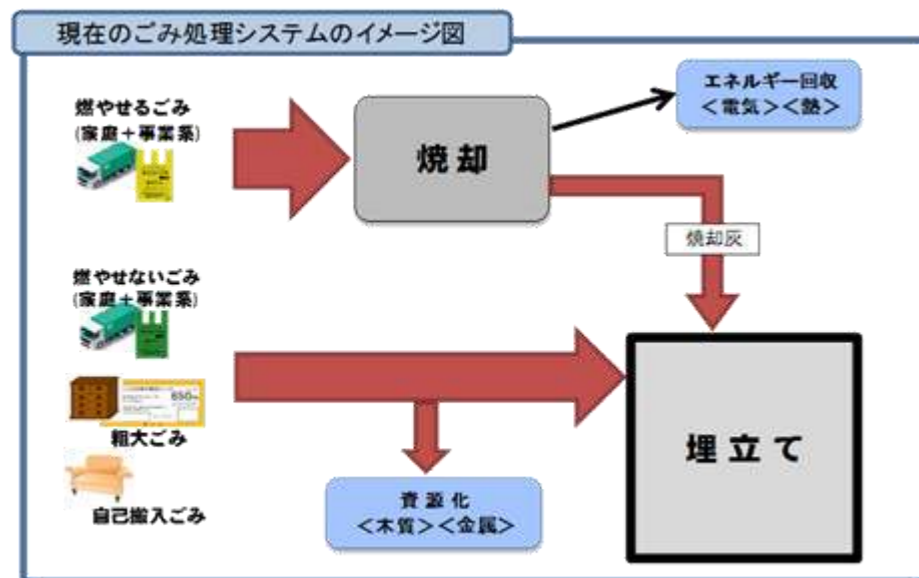 現在のごみ処理システムのイメージ図
エネルギー回収
＜電気＞＜熱＞
燃やせるごみ
(家庭＋事業系)
焼却
焼却灰
燃やせないごみ
(家庭＋事業系)
650
粗大ごみ
埋立て
自己搬入ごみ
資源化
＜木質＞＜金属＞